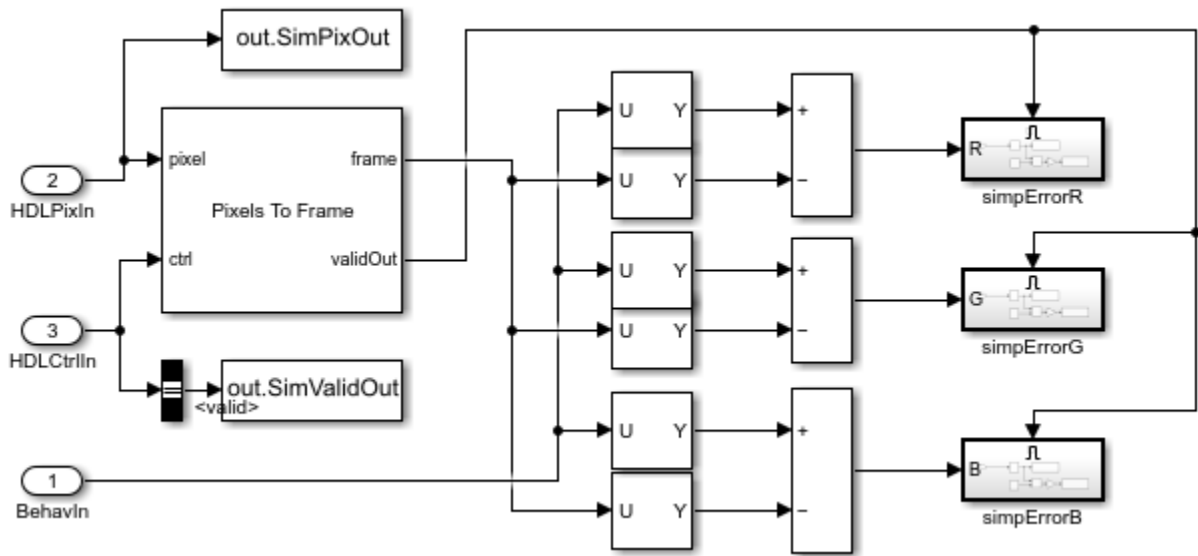 out.SimPixOut
pixel
frame
Pixels To Frame
ctrl
validOut
2
HDLPixIn
3
HDLCtrlIn
out.SimValidOut
<valid>
1
BehavIn
U Y
+
U Y
−
R
simpErrorR
U Y
+
U Y
−
G
simpErrorG
U Y
+
U Y
−
B
simpErrorB